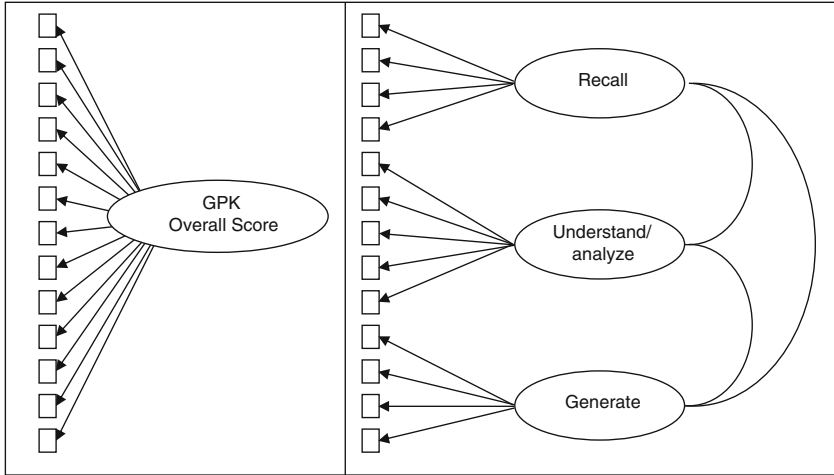 GPK
Overall Score
Recall
Understand/
analyze
Generate